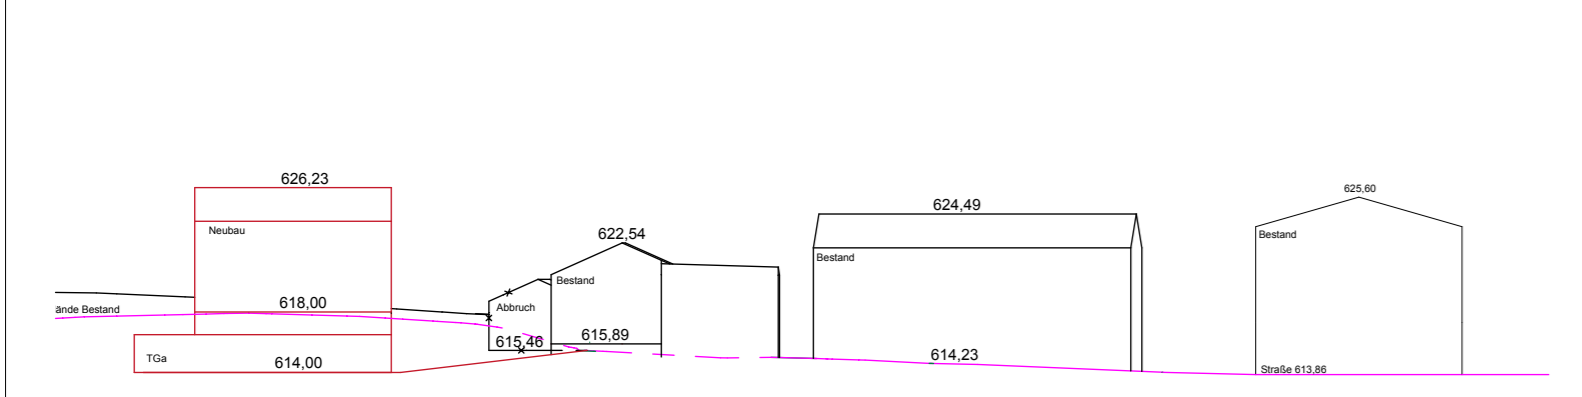 626,23
Neubau
618,00
ände Bestand
TGa
614,00
Abbruch
615,46
622,54
Bestand
615,89
624,49
Bestand
614,23
625,60
Bestand
Straße 613,86